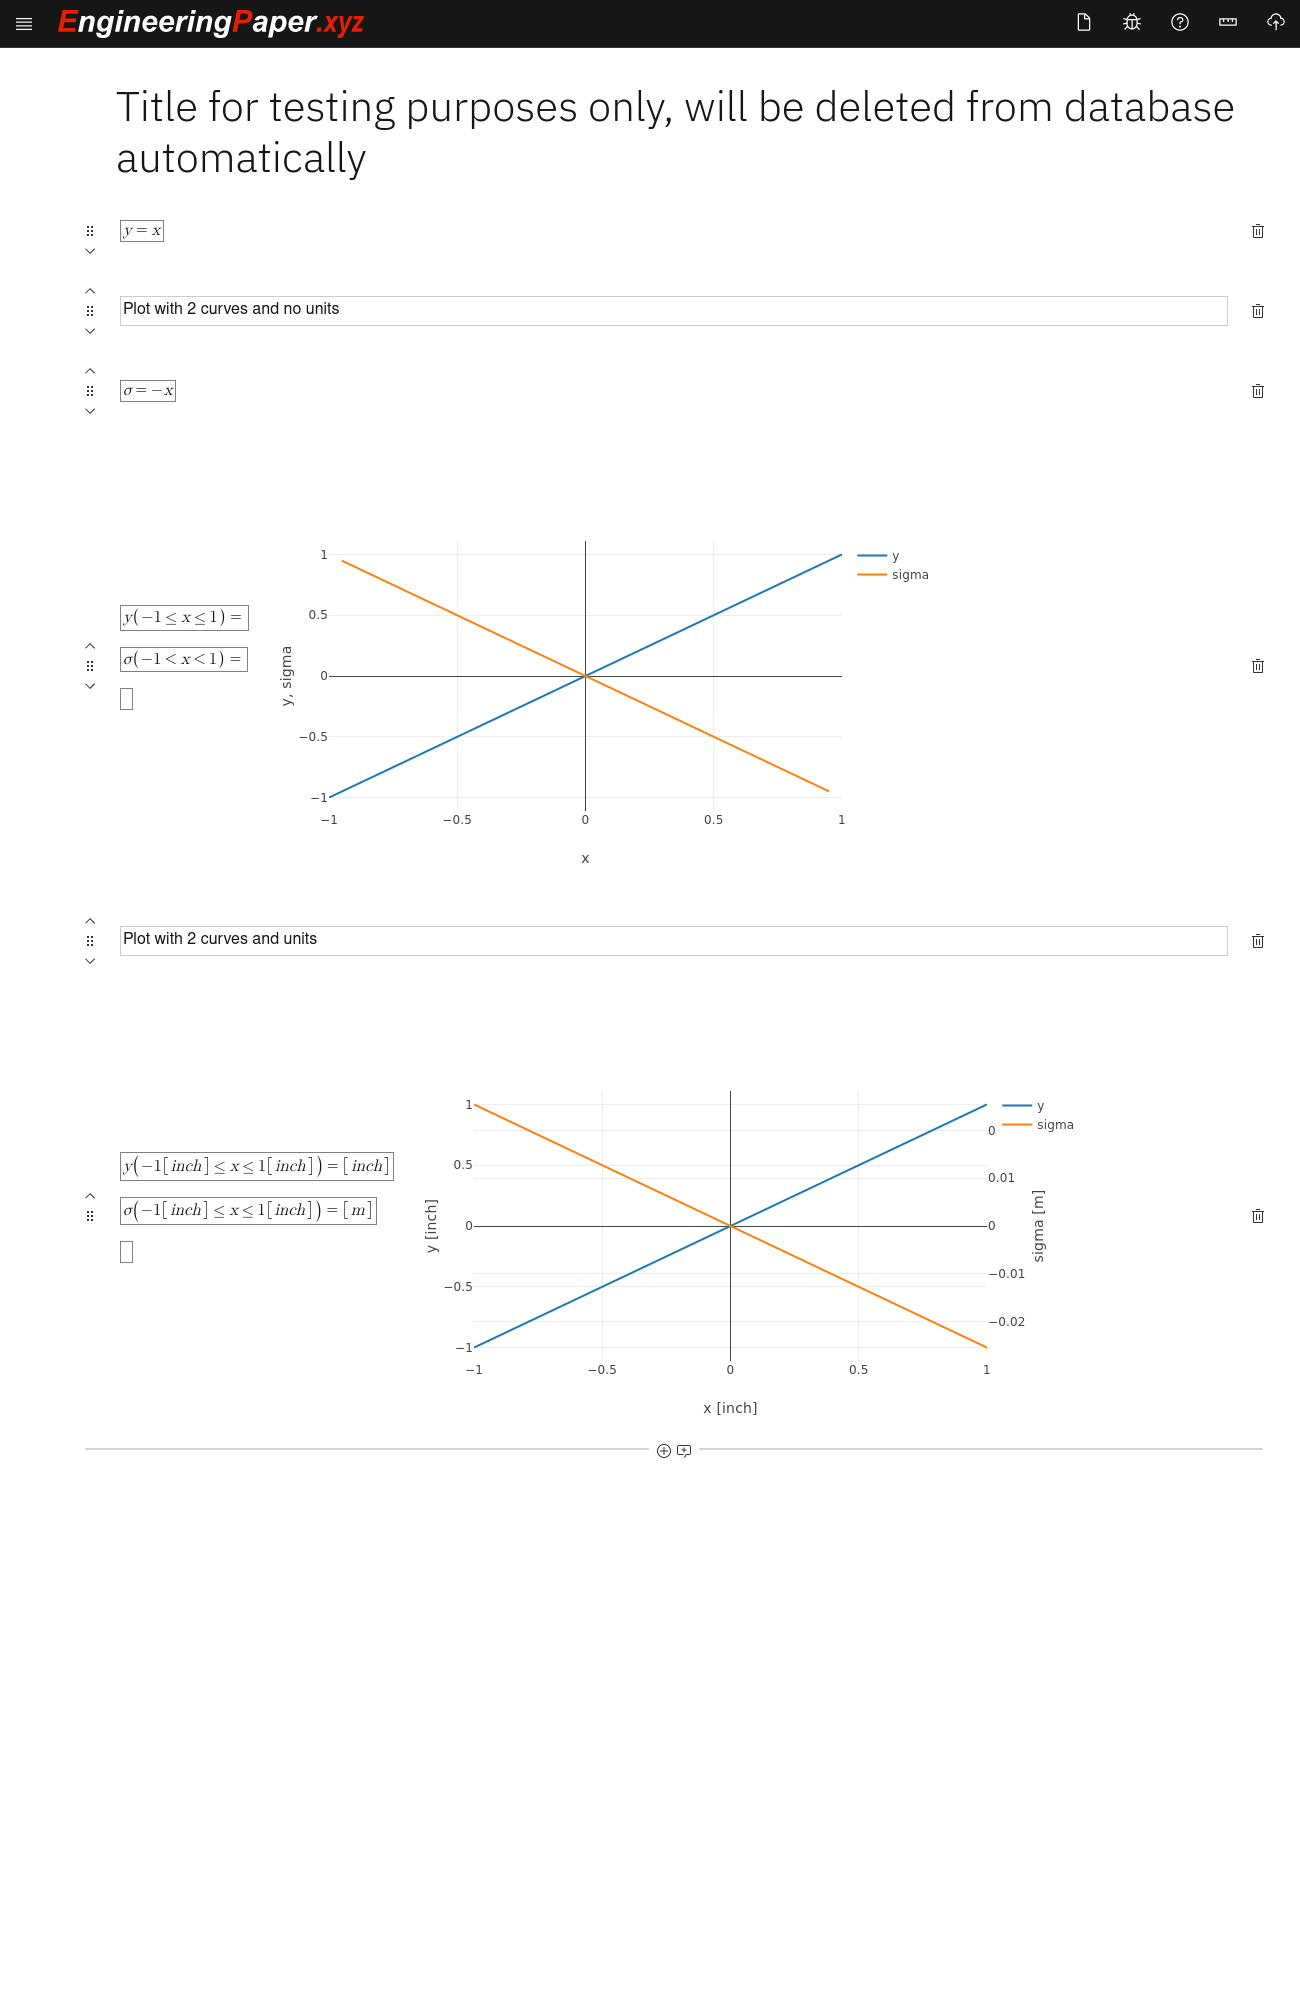 EngineeringPaper.xyz
Title for testing purposes only, will be deleted from database
automatically
y = x
Plot with 2 curves and no units
σ = −x
y(−1 ≤ x ≤ 1) =
σ(−1 < x < 1) =
y, sigma
1
0.5
0
−0.5
−1
−1
−0.5
0
0.5
1
x
y
sigma
Plot with 2 curves and units
y(−1[inch] ≤ x ≤ 1[inch]) = [inch]
σ(−1[inch] ≤ x ≤ 1[inch]) = [m]
y [inch]
1
0.5
0
−0.5
−1
−1
−0.5
0
0.5
1
x [inch]
0
0.01
0
−0.01
−0.02
sigma [m]
y
sigma